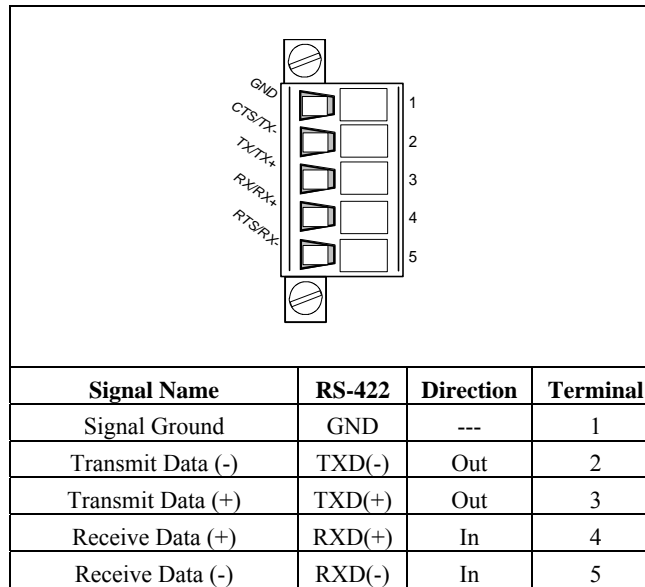 GND
1
CTS/TX-
2
TX/TX+
3
RX/RX+
4
RTS/RX-
5
Signal Name RS-422 Direction Terminal
Signal Ground GND --- 1
Transmit Data (-) TXD(-) Out 2
Transmit Data (+) TXD(+) Out 3
Receive Data (+) RXD(+) In 4
Receive Data (-) RXD(-) In 5